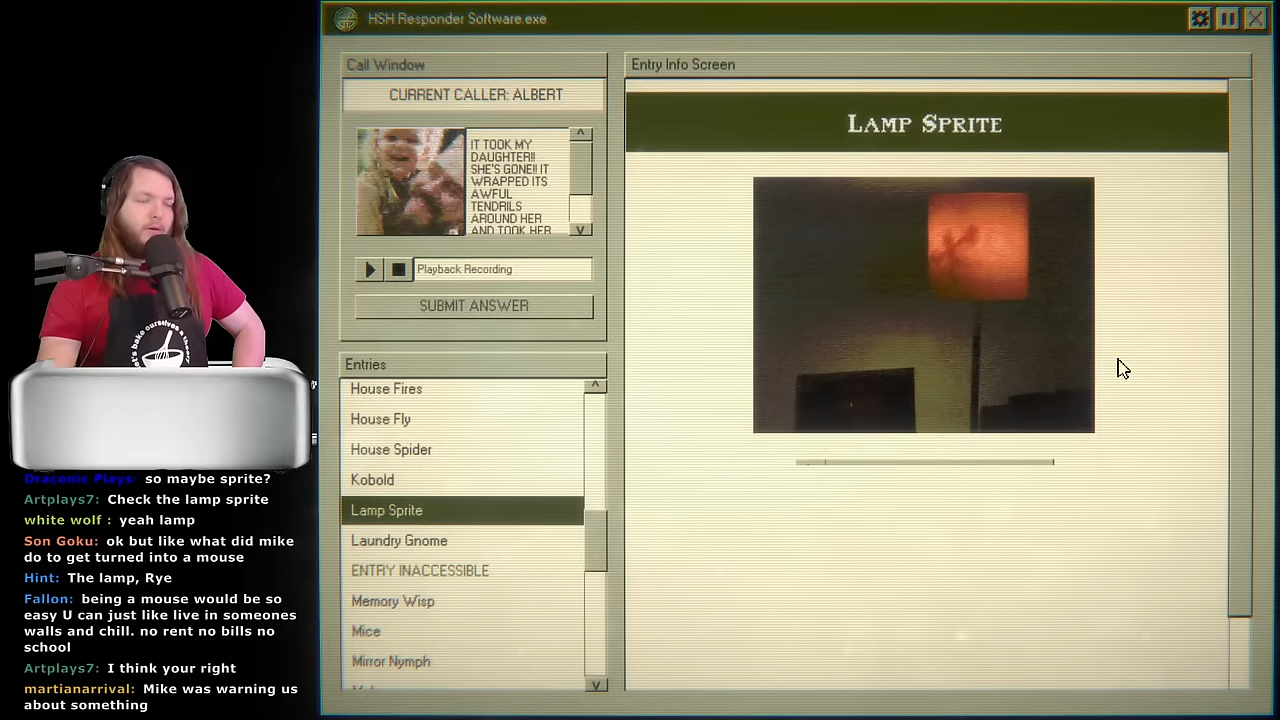 HSH Responder Software.exe
Call Window
CURRENT CALLER: ALBERT
IT TOOK MY
DAUGHTER!!
SHE'S GONE!! IT
WRAPPED ITS
AWFUL
TENDRILS
AROUND HER
AND TOOK HER
Playback Recording
SUBMIT ANSWER
Entries
House Fires
House Fly
House Spider
Kobold
Lamp Sprite
Laundry Gnome
ENTRY INACCESSIBLE
Memory Wisp
Mice
Mirror Nymph
Entry Info Screen
Lamp Sprite
let's bake ourselves a
Draconic Plays: so maybe sprite?
Artplays7: Check the lamp sprite
white wolf : yeah lamp
Son Goku: ok but like what did mike
do to get turned into a mouse
Hint: The lamp, Rye
Fallon: being a mouse would be so
easy U can just like live in someones
walls and chill. no rent no bills no
school
Artplays7: I think your right
martianarrival: Mike was warning us
about something